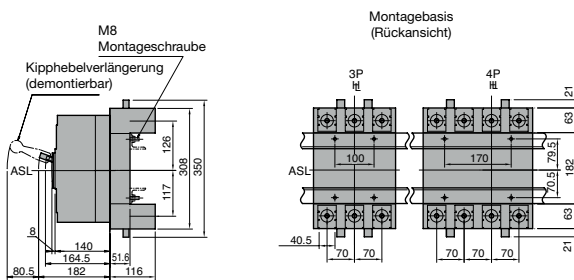 M8
Montageschraube
Kipphebelverlängerung
(demontierbar)
ASL
126
117
308
350
8
140
51.6
164.5
80.5
182
116
Montagebasis
(Rückansicht)
3P
HL
4P
HL
100
170
ASL
40.5
70
70
70
70
70
21
63
79.5
182
70.5
63
21